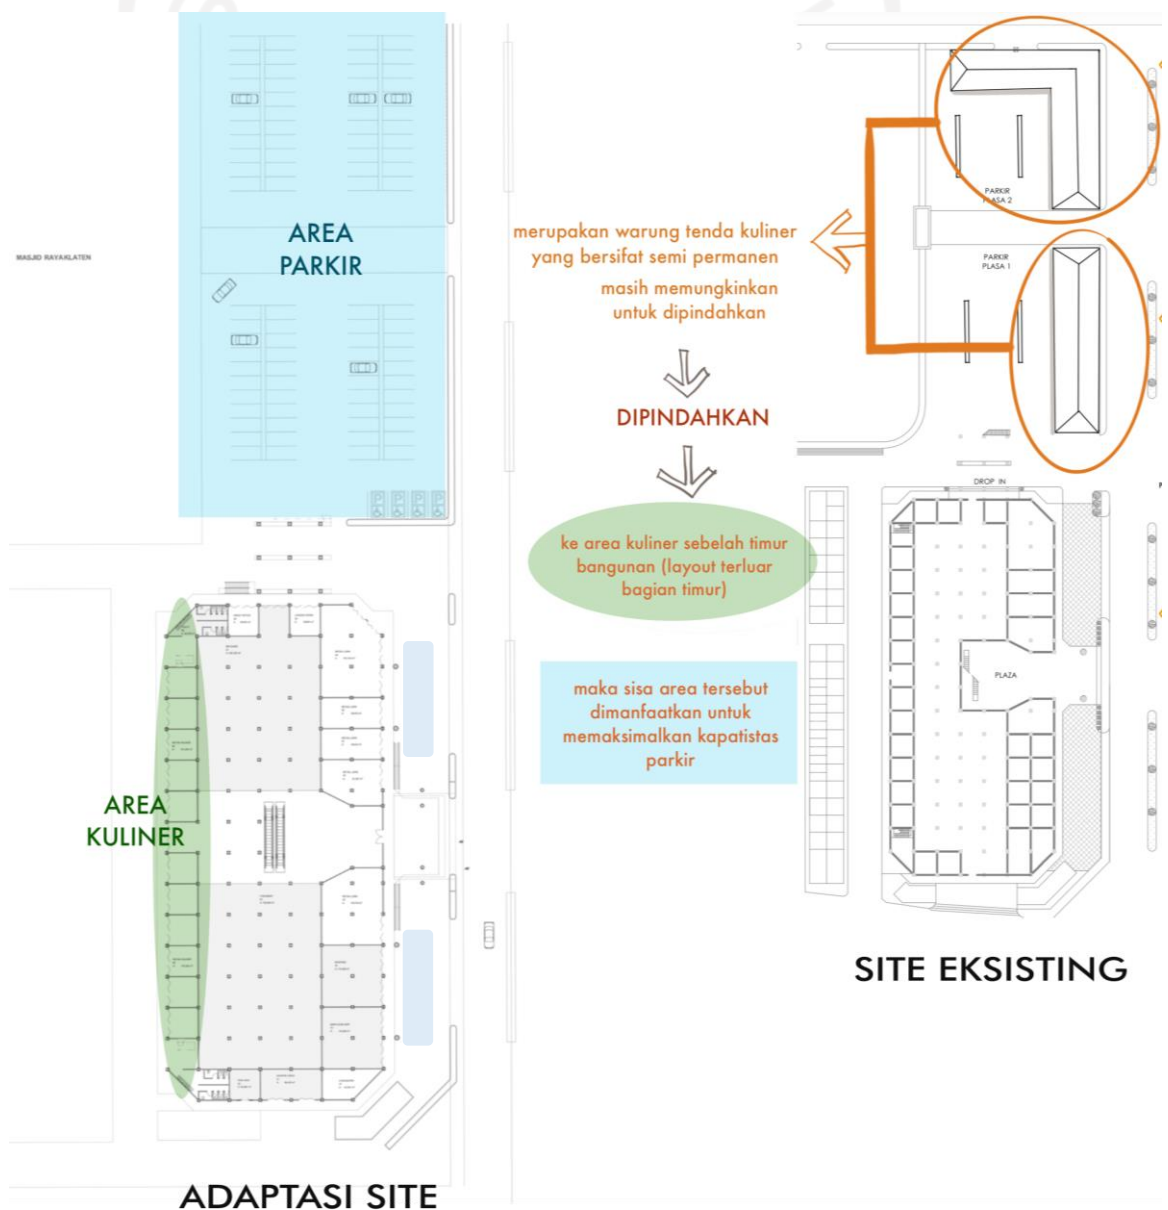 AREA
PARKIR
MASJID RAYAKLATEN
AREA
KULINER
ADAPTASI SITE
merupakan warung tenda kuliner
yang bersifat semi permanen
masih memungkinkan
untuk dipindahkan
DIPINDAHKAN
ke area kuliner sebelah timur
bangunan (layout terluar
bagian timur)
maka sisa area tersebut
dimanfaatkan untuk
memaksimalkan kapatistas
parkir
PARKIR
PLASA 2
PARKIR
PLASA 1
DROP IN
PLAZA
SITE EKSISTING